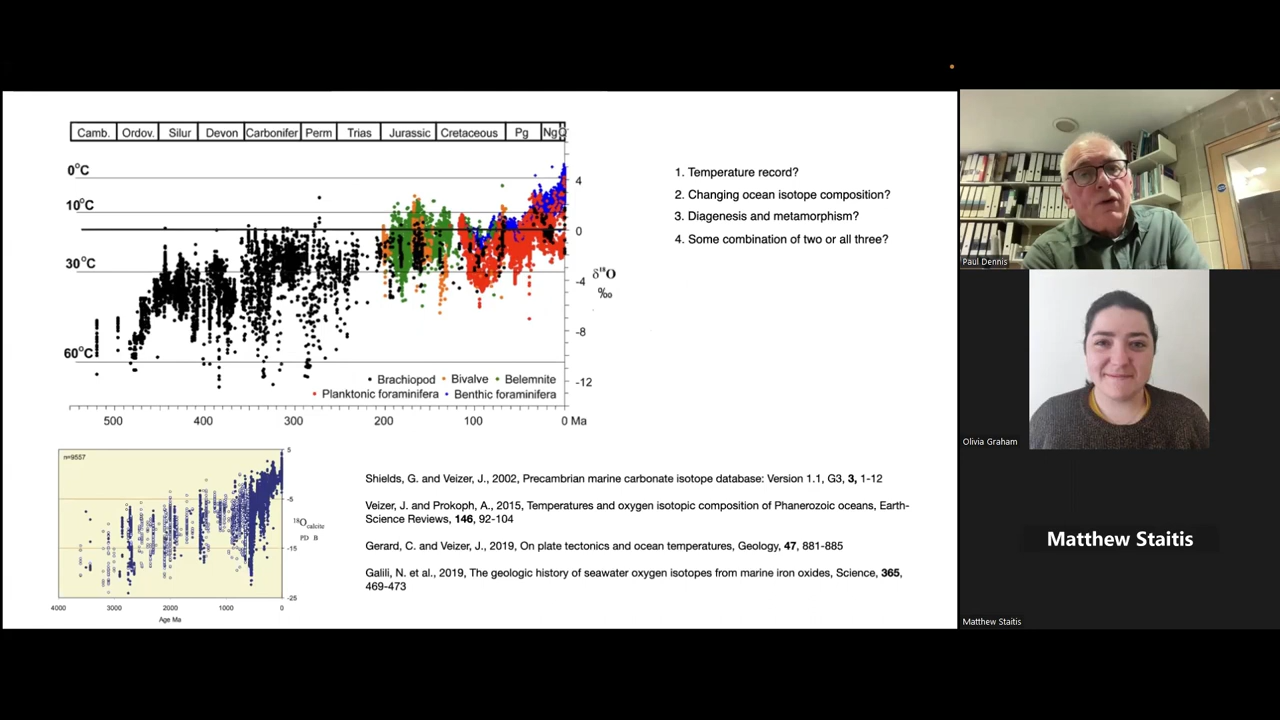 Camb. Ordov. Silur Devon Carbonifer Perm Trias Jurassic Cretaceous Pg Ng Q
0°C
10°C
30°C
60°C
4
0
-4
-8
-12
δ¹⁸O
‰
Brachiopod Bivalve Belemnite
Planktonic foraminifera Benthic foraminifera
500 400 300 200 100 0 Ma
1. Temperature record?
2. Changing ocean isotope composition?
3. Diagenesis and metamorphism?
4. Some combination of two or all three?
n=9557
5
-5
-15
-25
¹⁸O calcite
PD B
4000 3000 2000 1000 0
Age Ma
Shields, G. and Veizer, J., 2002, Precambrian marine carbonate isotope database: Version 1.1, G3, 3, 1-12
Veizer, J. and Prokoph, A., 2015, Temperatures and oxygen isotopic composition of Phanerozoic oceans, Earth-
Science Reviews, 146, 92-104
Gerard, C. and Veizer, J., 2019, On plate tectonics and ocean temperatures, Geology, 47, 881-885
Galili, N. et al., 2019, The geologic history of seawater oxygen isotopes from marine iron oxides, Science, 365,
469-473
Paul Dennis
Olivia Graham
Matthew Staitis
Matthew Staitis